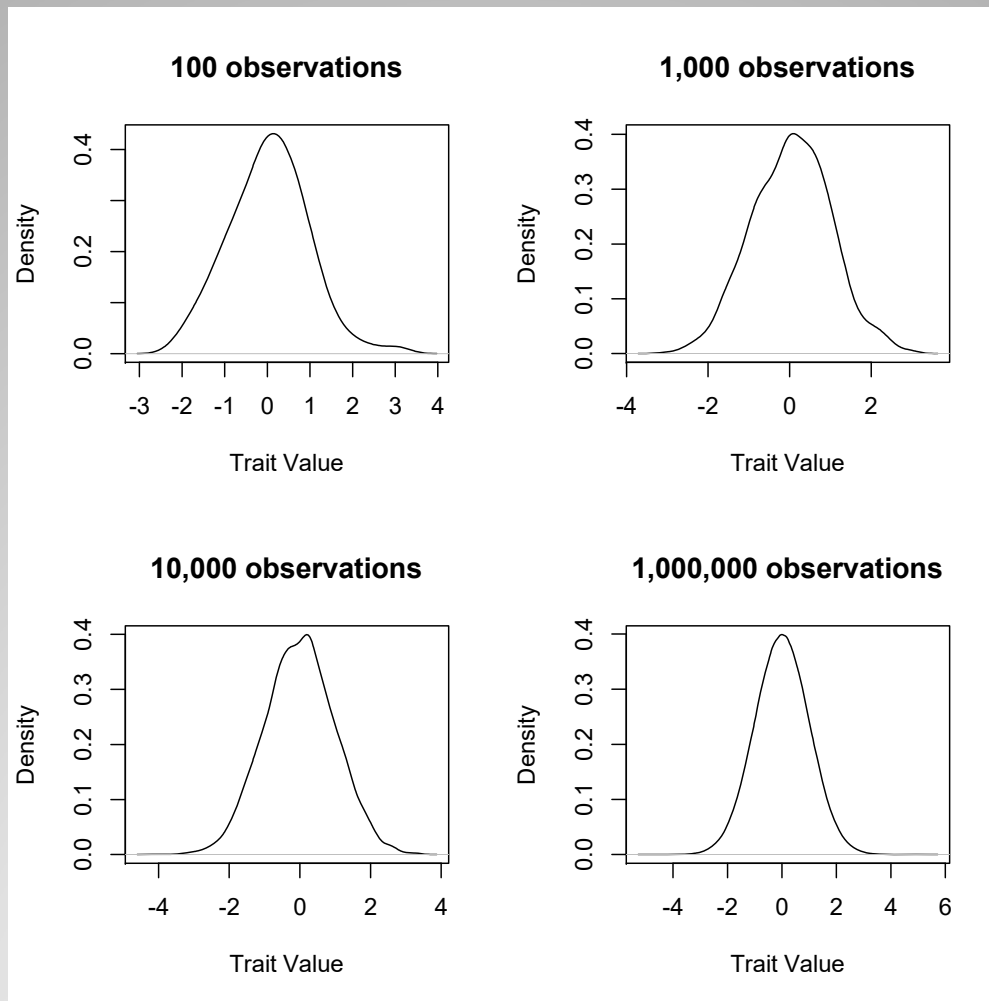 100 observations
Density
0.0
0.2
0.4
-3 -2 -1 0 1 2 3 4
Trait Value
1,000 observations
Density
0.0
0.1
0.2
0.3
0.4
-4 -2 0 2
Trait Value
10,000 observations
Density
0.0
0.1
0.2
0.3
0.4
-4 -2 0 2 4
Trait Value
1,000,000 observations
Density
0.0
0.1
0.2
0.3
0.4
-4 -2 0 2 4 6
Trait Value